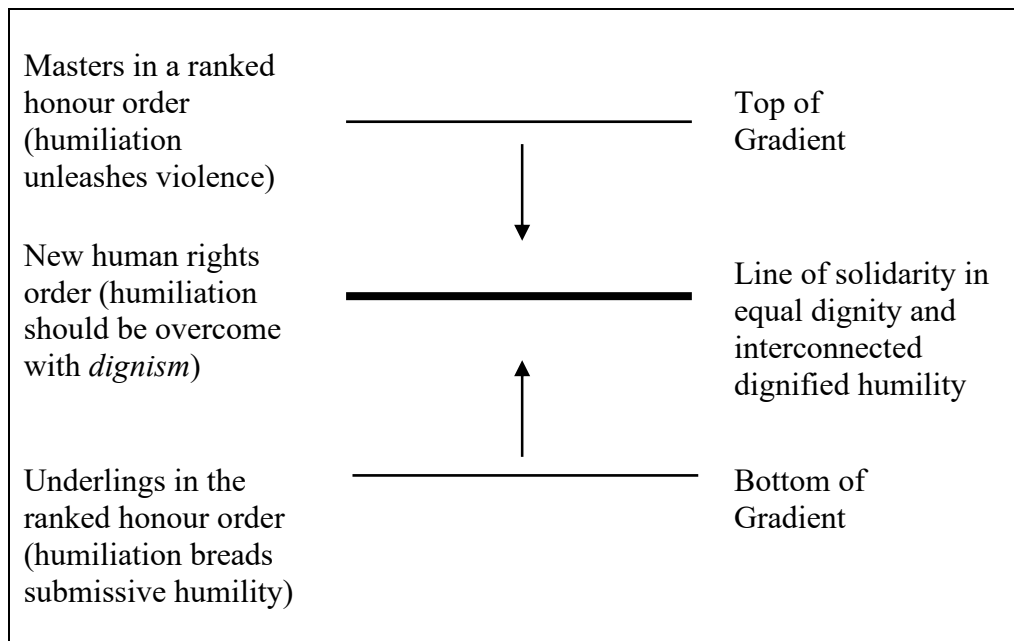 Masters in a ranked
honour order
(humiliation
unleashes violence)
Top of
Gradient
New human rights
order (humiliation
should be overcome
with dignism)
Line of solidarity in
equal dignity and
interconnected
dignified humility
Underlings in the
ranked honour order
(humiliation breads
submissive humility)
Bottom of
Gradient